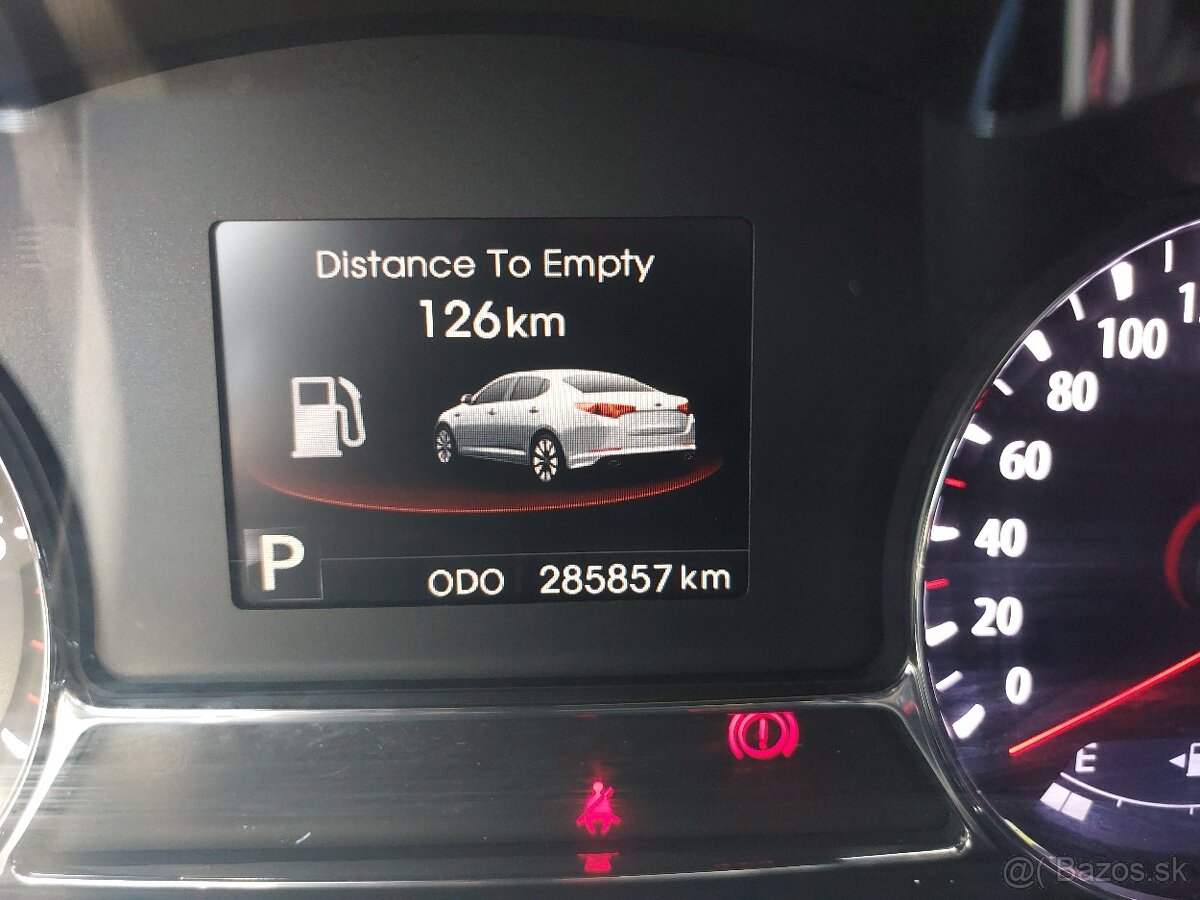 Distance To Empty
126km
P
ODO 285857 km
100
80
60
40
20
0
E
@( Bazos.sk